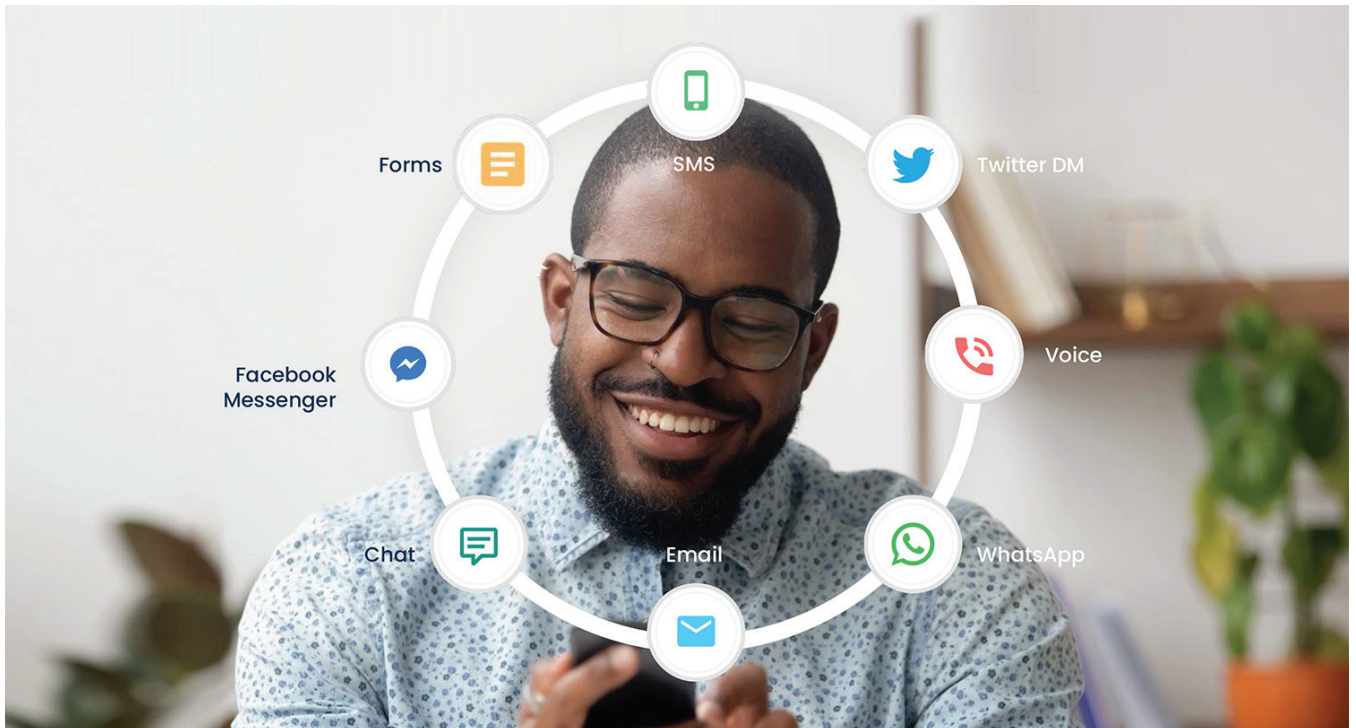 SMS
Forms
Twitter DM
Voice
Facebook
Messenger
Chat
Email
WhatsApp